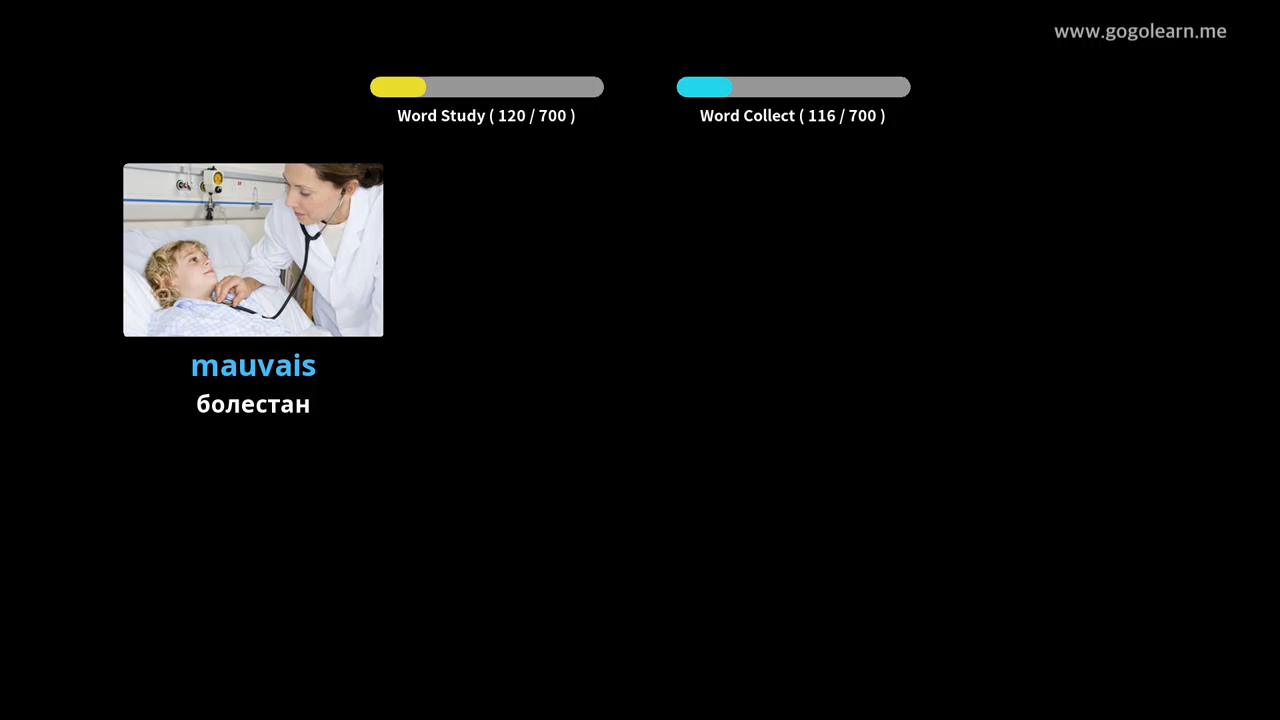 www.gogolearn.me
Word Study ( 120 / 700 )
Word Collect ( 116 / 700 )
mauvais
болестан